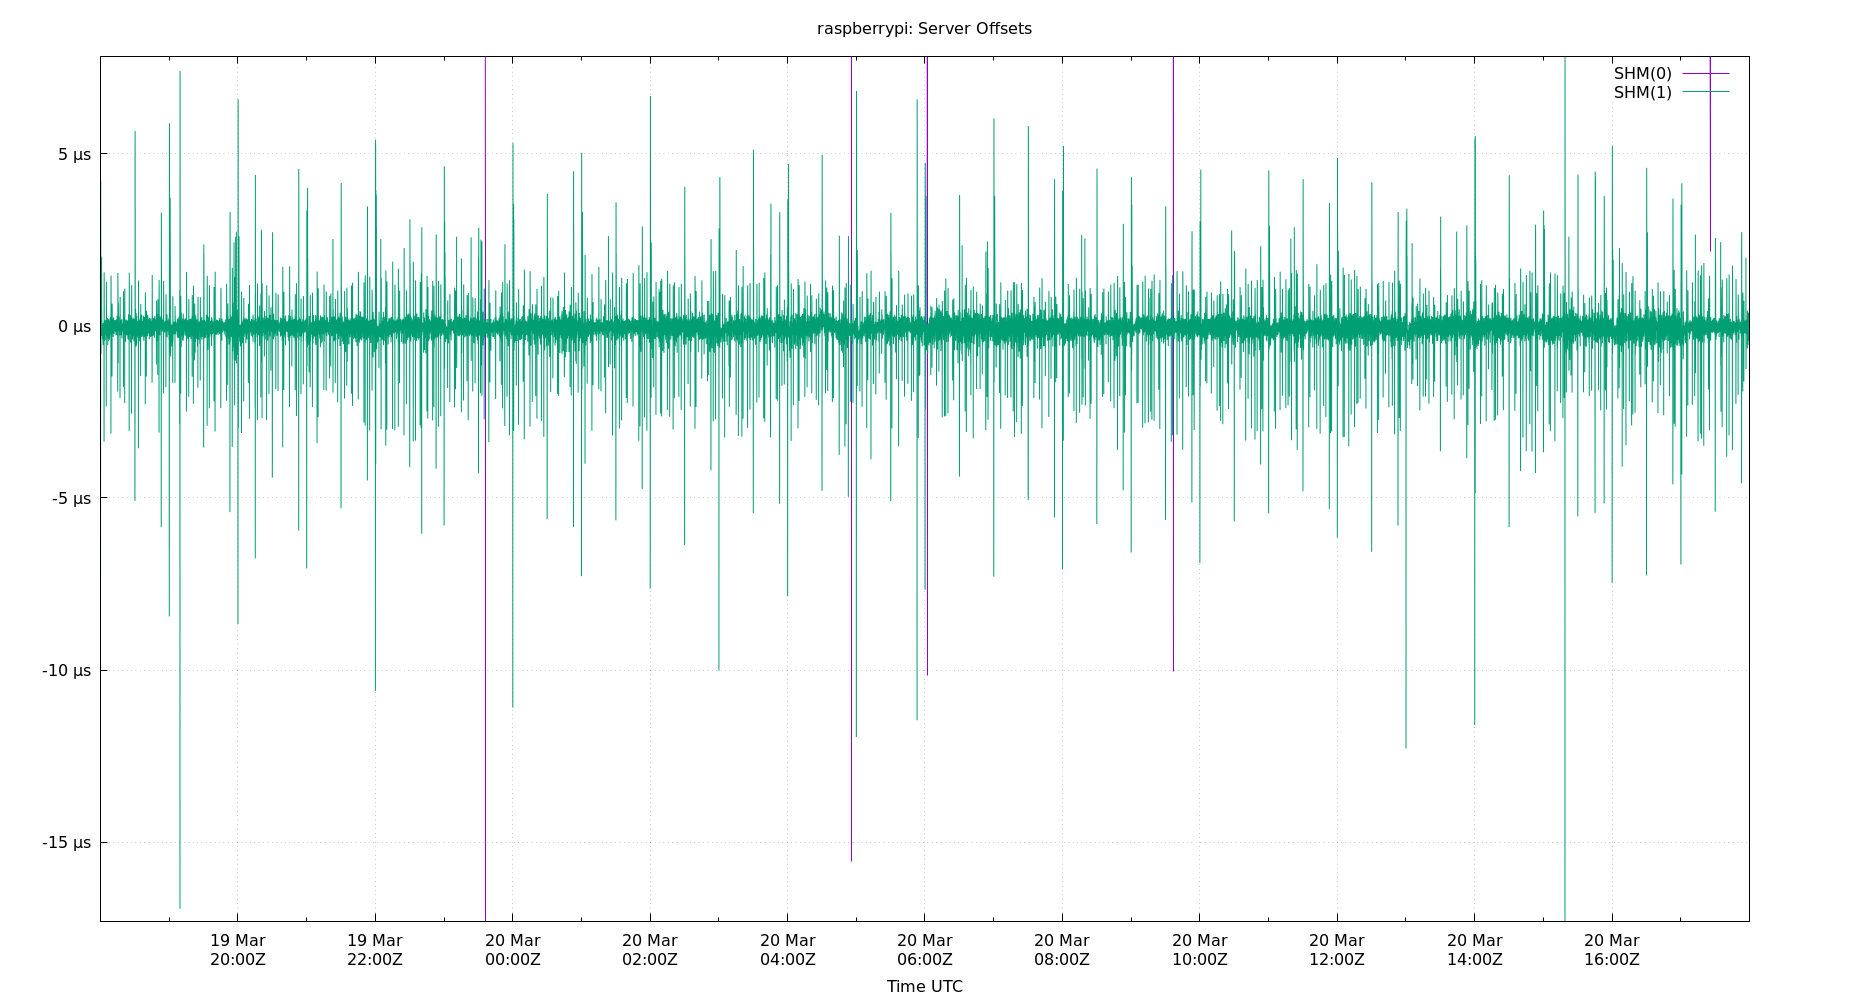 raspberrypi: Server Offsets
SHM(0)
SHM(1)
5 µs
0 µs
-5 µs
-10 µs
-15 µs
19 Mar 19 Mar 20 Mar 20 Mar 20 Mar 20 Mar 20 Mar 20 Mar 20 Mar 20 Mar 20 Mar
20:00Z 22:00Z 00:00Z 02:00Z 04:00Z 06:00Z 08:00Z 10:00Z 12:00Z 14:00Z 16:00Z
Time UTC